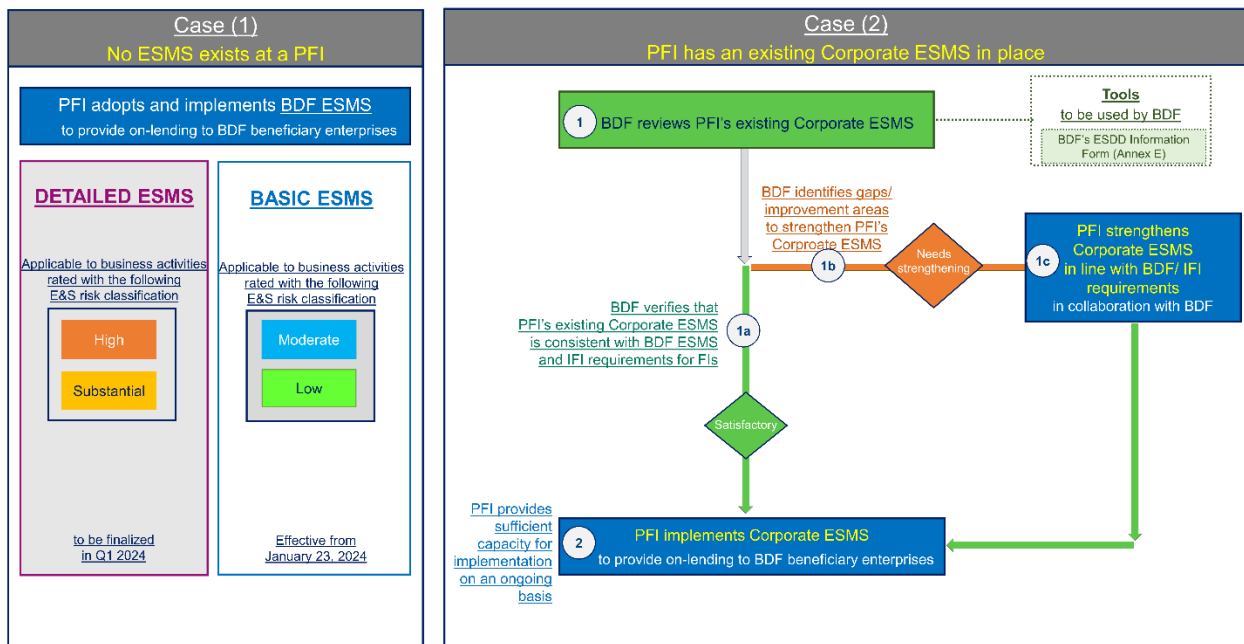 Case (1)
No ESMS exists at a PFI
PFI adopts and implements BDF ESMS
to provide on-lending to BDF beneficiary enterprises
DETAILED ESMS
Applicable to business activities
rated with the following
E&S risk classification
High
Substantial
to be finalized
in Q1 2024
BASIC ESMS
Applicable to business activities
rated with the following
E&S risk classification
Moderate
Low
Effective from
January 23, 2024
Case (2)
PFI has an existing Corporate ESMS in place
1
BDF reviews PFI's existing Corporate ESMS
Tools
to be used by BDF
BDF's ESDD Information
Form (Annex E)
BDF identifies gaps/
improvement areas
to strengthen PFI's
Corproate ESMS
1b
Needs
strengthening
1c
PFI strengthens
Corporate ESMS
in line with BDF/ IFI
requirements
in collaboration with BDF
BDF verifies that
PFI's existing Corporate ESMS
is consistent with BDF ESMS
and IFI requirements for FIs
1a
Satisfactory
PFI provides
sufficient
capacity for
implementation
on an ongoing
basis
2
PFI implements Corporate ESMS
to provide on-lending to BDF beneficiary enterprises